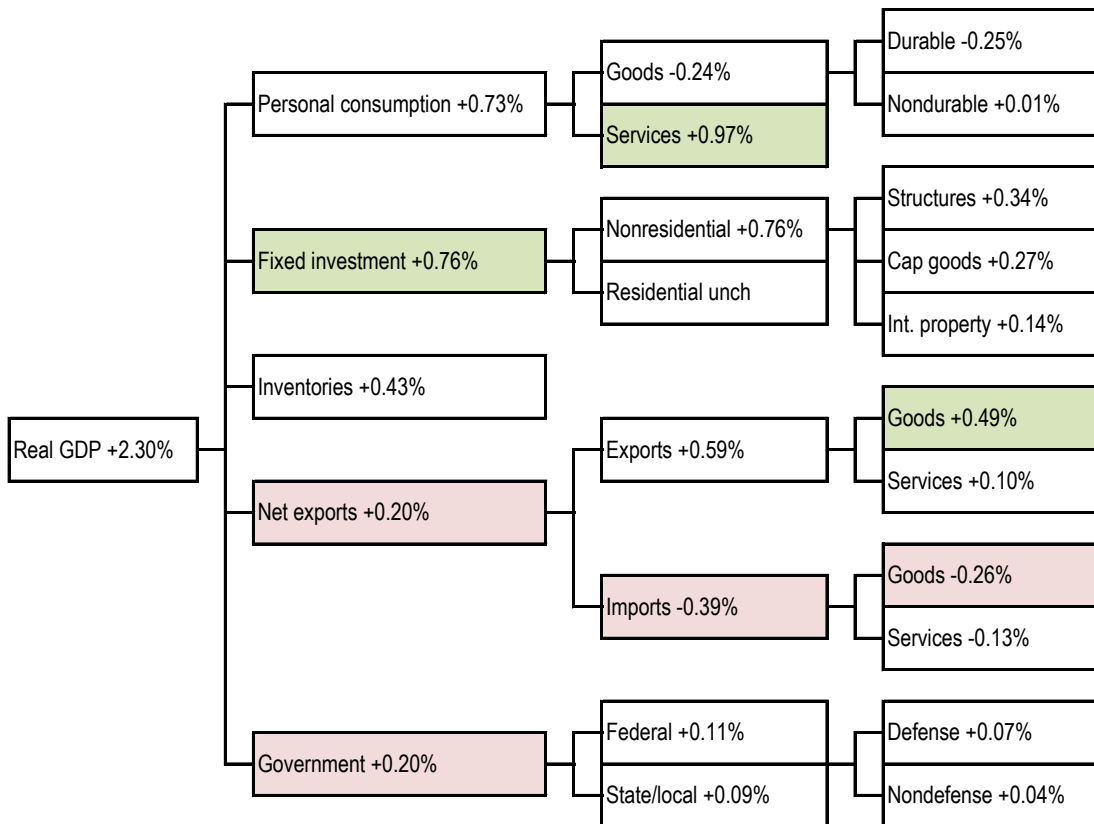 Real GDP +2.30%
Personal consumption +0.73%
Goods -0.24%
Durable -0.25%
Nondurable +0.01%
Services +0.97%
Fixed investment +0.76%
Nonresidential +0.76%
Structures +0.34%
Cap goods +0.27%
Int. property +0.14%
Residential unch
Inventories +0.43%
Net exports +0.20%
Exports +0.59%
Goods +0.49%
Services +0.10%
Imports -0.39%
Goods -0.26%
Services -0.13%
Government +0.20%
Federal +0.11%
Defense +0.07%
Nondefense +0.04%
State/local +0.09%